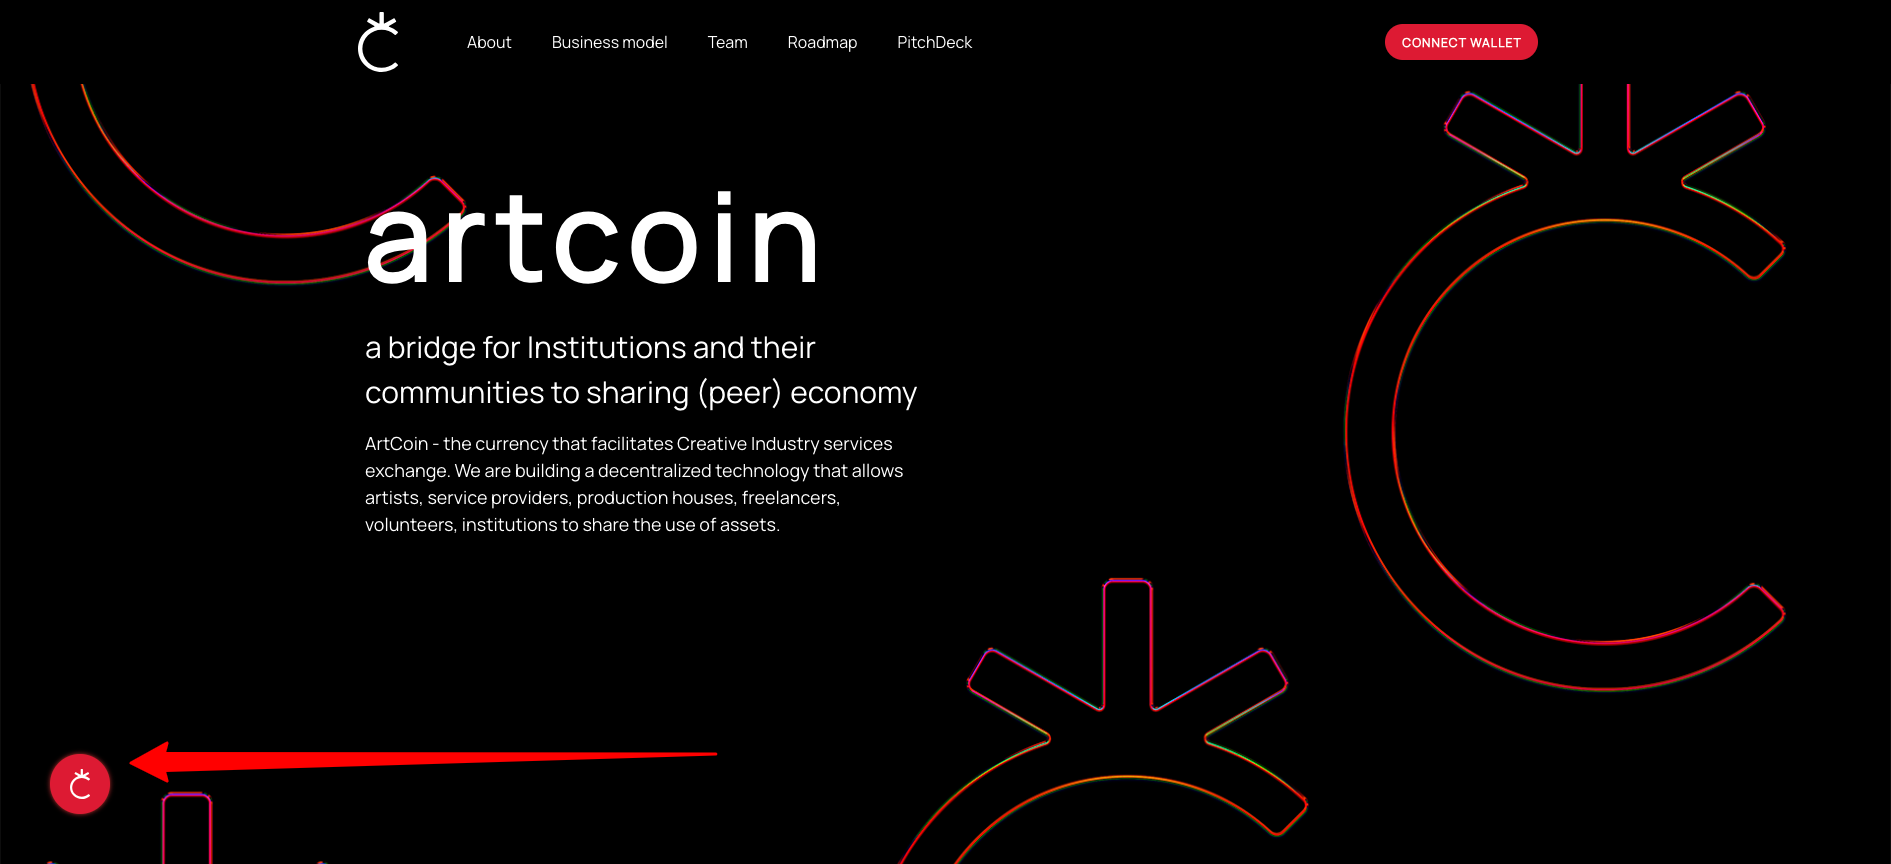 About
Business model
Team
Roadmap
PitchDeck
CONNECT WALLET
artcoin
a bridge for Institutions and their
communities to sharing (peer) economy
ArtCoin - the currency that facilitates Creative Industry services
exchange. We are building a decentralized technology that allows
artists, service providers, production houses, freelancers,
volunteers, institutions to share the use of assets.